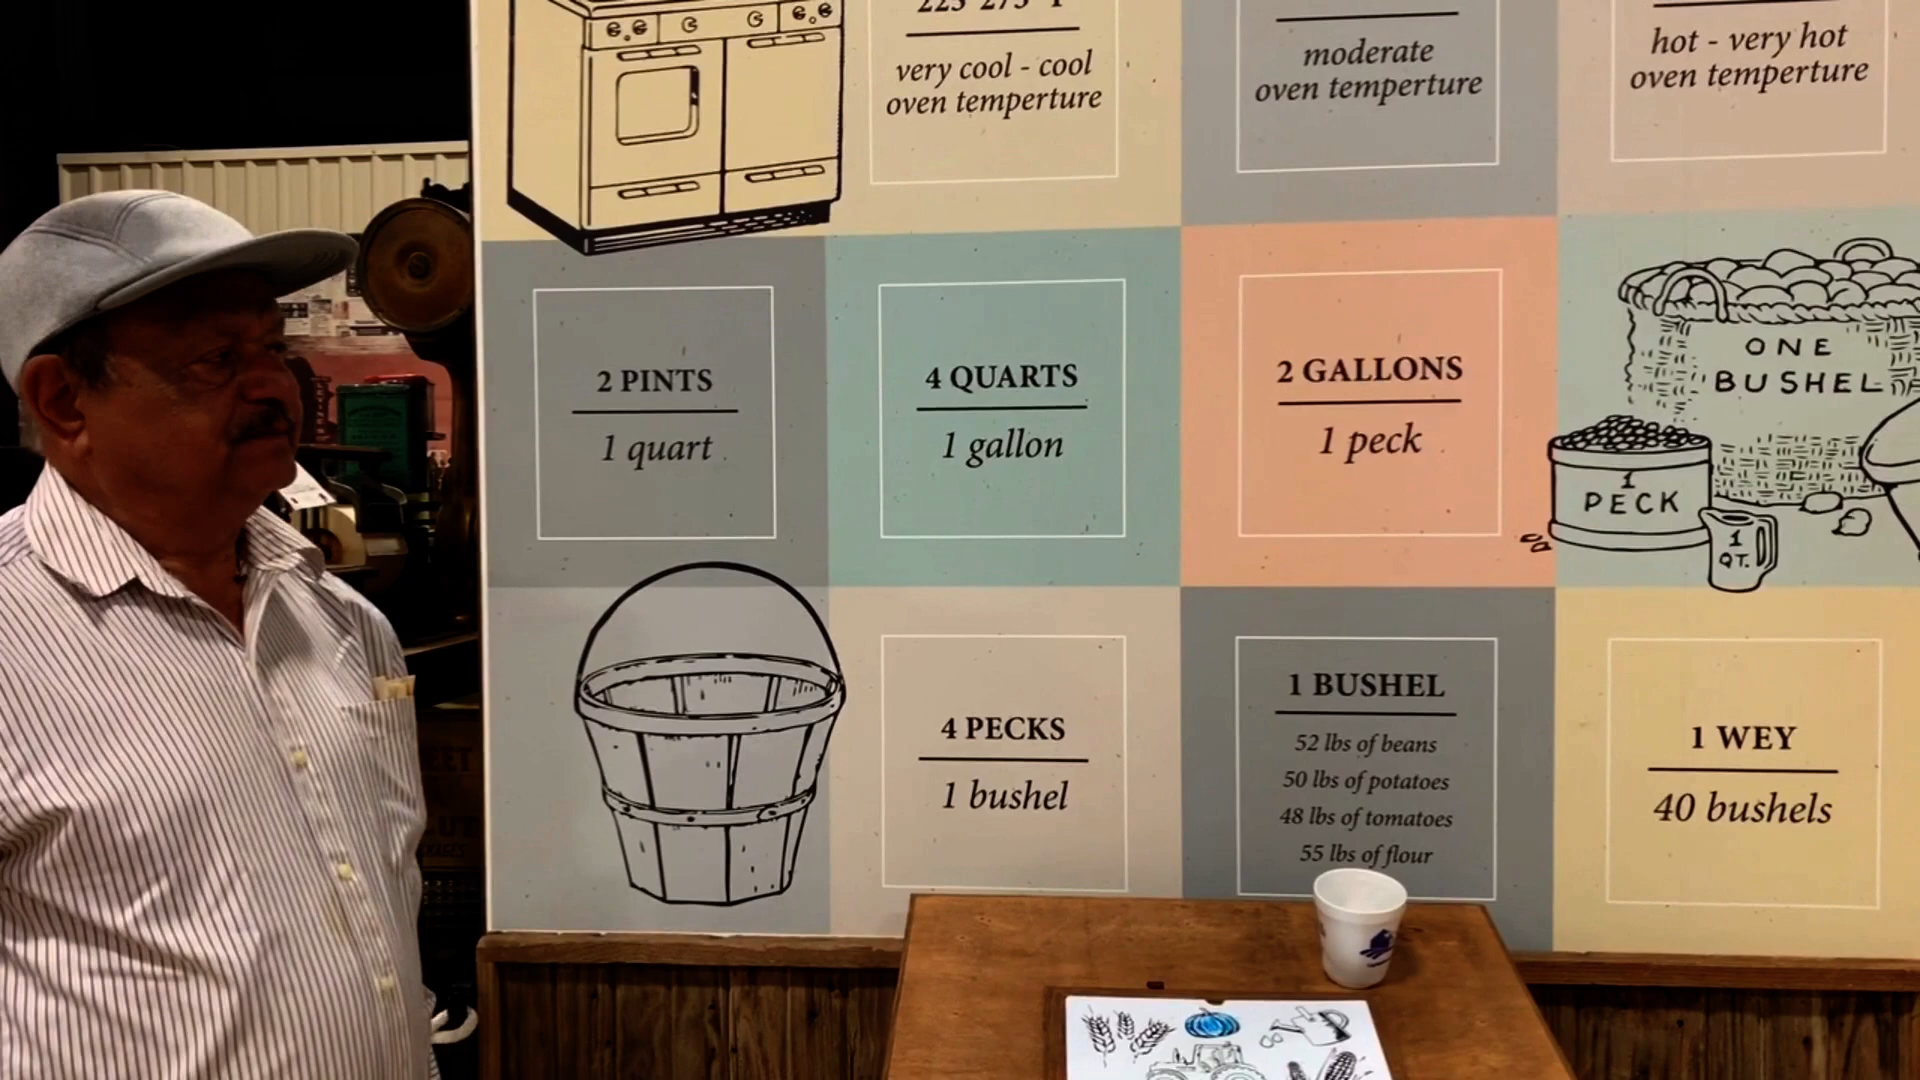 very cool - cool
oven temperture
moderate
oven temperture
hot - very hot
oven temperture
2 PINTS
1 quart
4 QUARTS
1 gallon
2 GALLONS
1 peck
ONE
BUSHEL
1
PECK
1
QT.
4 PECKS
1 bushel
1 BUSHEL
52 lbs of beans
50 lbs of potatoes
48 lbs of tomatoes
55 lbs of flour
1 WEY
40 bushels